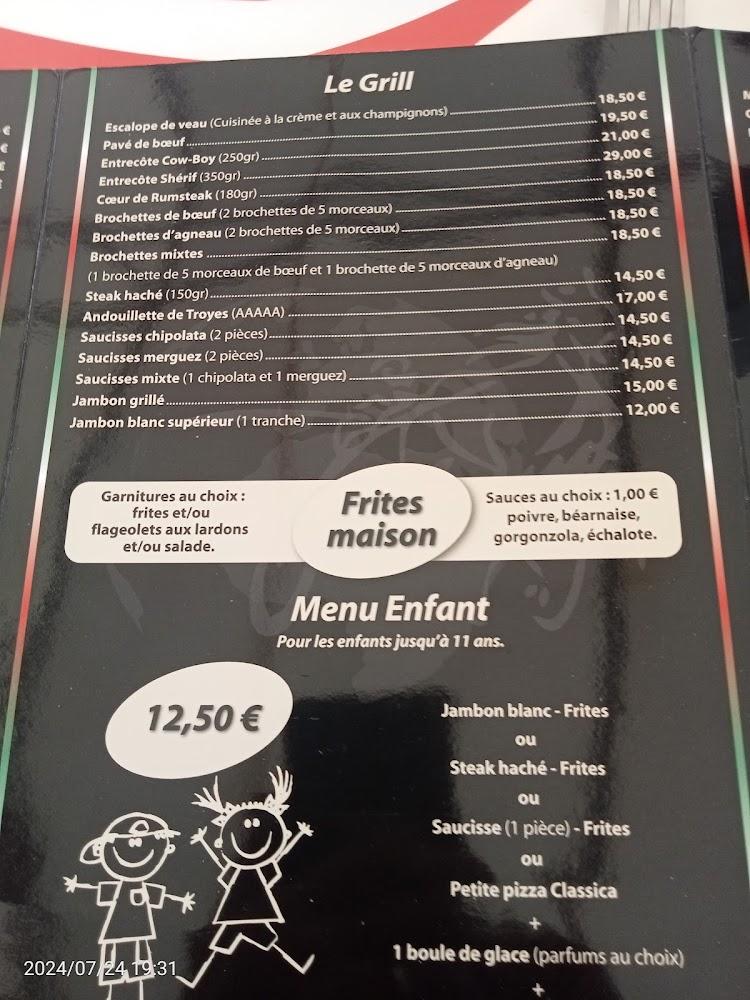 Le Grill
Escalope de veau (Cuisinée à la crème et aux champignons) 18,50 €
Pavé de bœuf 19,50 €
Entrecôte Cow-Boy (250gr) 21,00 €
Entrecôte Shérif (350gr) 29,00 €
Cœur de Rumsteak (180gr) 18,50 €
Brochettes de bœuf (2 brochettes de 5 morceaux) 18,50 €
Brochettes d'agneau (2 brochettes de 5 morceaux) 18,50 €
Brochettes mixtes 18,50 €
(1 brochette de 5 morceaux de bœuf et 1 brochette de 5 morceaux d'agneau)
Steak haché (150gr) 14,50 €
Andouillette de Troyes (AAAAA) 17,00 €
Saucisses chipolata (2 pièces) 14,50 €
Saucisses merguez (2 pièces) 14,50 €
Saucisses mixte (1 chipolata et 1 merguez) 14,50 €
Jambon grillé 15,00 €
Jambon blanc supérieur (1 tranche) 12,00 €
Garnitures au choix :
frites et/ou
flageolets aux lardons
et/ou salade.
Frites
maison
Sauces au choix : 1,00 €
poivre, béarnaise,
gorgonzola, échalote.
Menu Enfant
Pour les enfants jusqu'à 11 ans.
12,50 €
Jambon blanc - Frites
ou
Steak haché - Frites
ou
Saucisse (1 pièce) - Frites
ou
Petite pizza Classica
+
1 boule de glace (parfums au choix)
+
2024/07/24 19:31